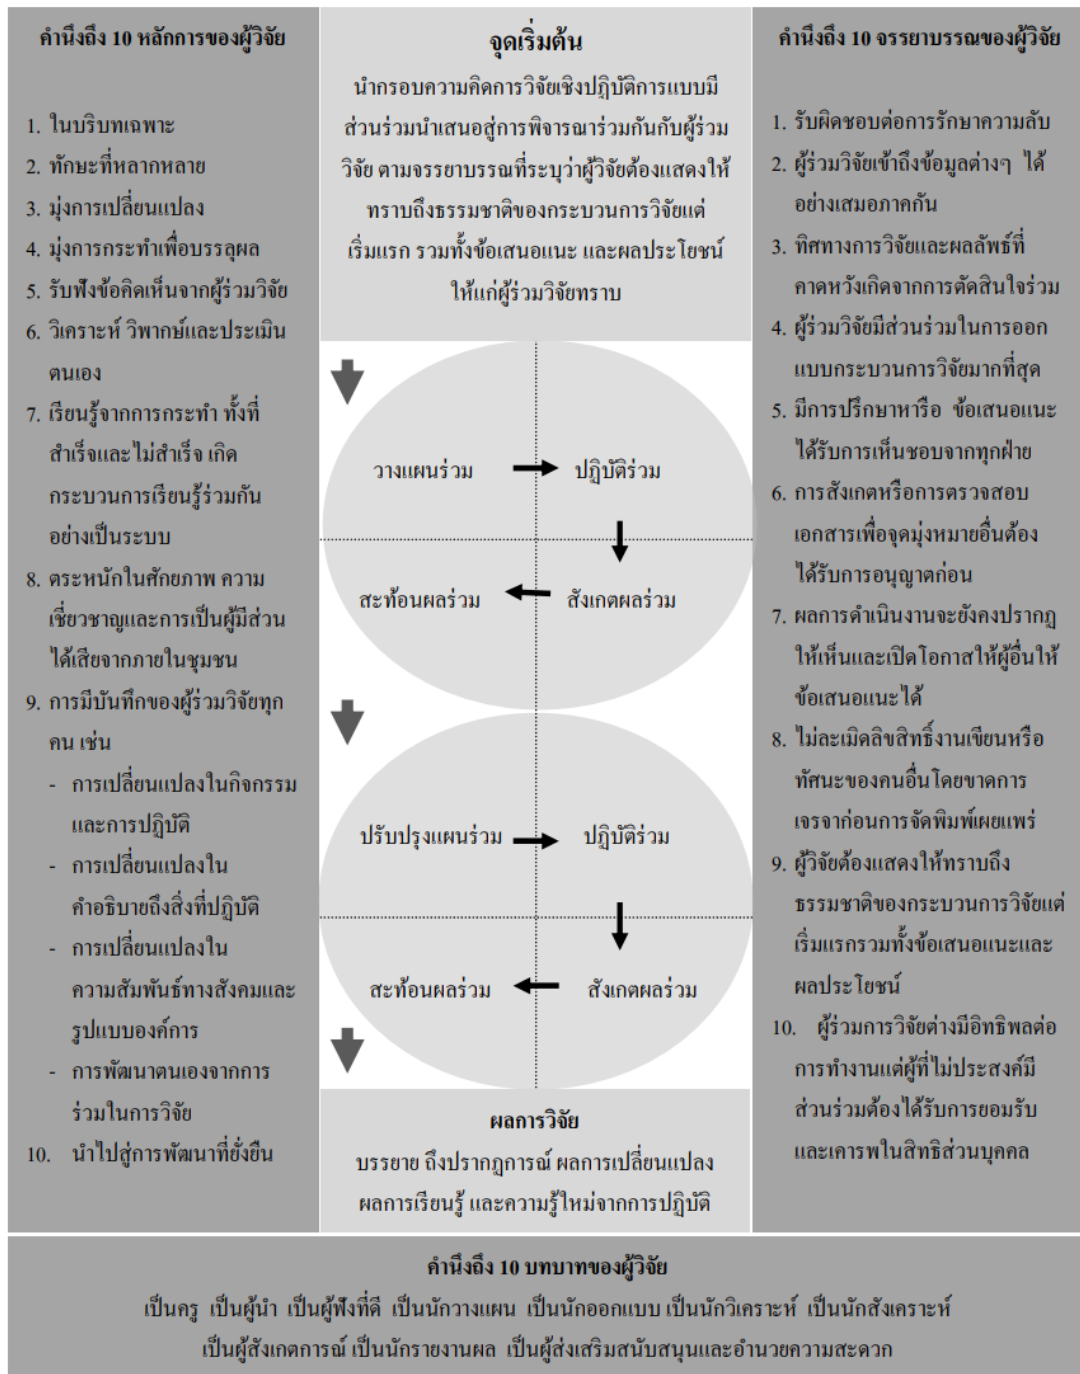 คำนึงถึง 10 หลักการของผู้วิจัย
1. ในบริบทเฉพาะ
2. ทักษะที่หลากหลาย
3. มุ่งการเปลี่ยนแปลง
4. มุ่งการกระทำเพื่อบรรลุผล
5. รับฟังข้อคิดเห็นจากผู้ร่วมวิจัย
6. วิเคราะห์ วิพากษ์และประเมิน
ตนเอง
7. เรียนรู้จากการกระทำ ทั้งที่
สำเร็จและไม่สำเร็จ เกิด
กระบวนการเรียนรู้ร่วมกัน
อย่างเป็นระบบ
8. ตระหนักในศักยภาพ ความ
เชี่ยวชาญและการเป็นผู้มีส่วน
ได้เสียจากภายในชุมชน
9. การมีบันทึกของผู้ร่วมวิจัยทุก
คน เช่น
- การเปลี่ยนแปลงในกิจกรรม
และการปฏิบัติ
- การเปลี่ยนแปลงใน
คำอธิบายถึงสิ่งที่ปฏิบัติ
- การเปลี่ยนแปลงใน
ความสัมพันธ์ทางสังคมและ
รูปแบบองค์การ
- การพัฒนาตนเองจากการ
ร่วมในการวิจัย
10. นำไปสู่การพัฒนาที่ยั่งยืน
จุดเริ่มต้น
นำกรอบความคิดการวิจัยเชิงปฏิบัติการแบบมี
ส่วนร่วมนำเสนอสู่การพิจารณาร่วมกันกับผู้ร่วม
วิจัย ตามจรรยาบรรณที่ระบุว่าผู้วิจัยต้องแสดงให้
ทราบถึงธรรมชาติของกระบวนการวิจัยแต่
เริ่มแรก รวมทั้งข้อเสนอแนะ และผลประโยชน์
ให้แก่ผู้ร่วมวิจัยทราบ
วางแผนร่วม
ปฏิบัติร่วม
สะท้อนผลร่วม
สังเกตผลร่วม
ปรับปรุงแผนร่วม
ปฏิบัติร่วม
สะท้อนผลร่วม
สังเกตผลร่วม
ผลการวิจัย
บรรยาย ถึงปรากฏการณ์ ผลการเปลี่ยนแปลง
ผลการเรียนรู้ และความรู้ใหม่จากการปฏิบัติ
คำนึงถึง 10 จรรยาบรรณของผู้วิจัย
1. รับผิดชอบต่อการรักษาความลับ
2. ผู้ร่วมวิจัยเข้าถึงข้อมูลต่างๆ ได้
อย่างเสมอภาคกัน
3. ทิศทางการวิจัยและผลลัพธ์ที่
คาดหวังเกิดจากการตัดสินใจร่วม
4. ผู้ร่วมวิจัยมีส่วนร่วมในการออก
แบบกระบวนการวิจัยมากที่สุด
5. มีการปรึกษาหารือ ข้อเสนอแนะ
ได้รับการเห็นชอบจากทุกฝ่าย
6. การสังเกตหรือการตรวจสอบ
เอกสารเพื่อจุดมุ่งหมายอื่นต้อง
ได้รับการอนุญาตก่อน
7. ผลการดำเนินงานจะยังคงปรากฏ
ให้เห็นและเปิดโอกาสให้ผู้อื่นให้
ข้อเสนอแนะได้
8. ไม่ละเมิดลิขสิทธิ์งานเขียนหรือ
ทัศนะของคนอื่นโดยขาดการ
เจรจาก่อนการจัดพิมพ์เผยแพร่
9. ผู้วิจัยต้องแสดงให้ทราบถึง
ธรรมชาติของกระบวนการวิจัยแต่
เริ่มแรกรวมทั้งข้อเสนอแนะและ
ผลประโยชน์
10. ผู้ร่วมการวิจัยต่างมีอิทธิพลต่อ
การทำงานแต่ผู้ที่ไม่ประสงค์มี
ส่วนร่วมต้องได้รับการยอมรับ
และเคารพในสิทธิส่วนบุคคล
คำนึงถึง 10 บทบาทของผู้วิจัย
เป็นครู เป็นผู้นำ เป็นผู้ฟังที่ดี เป็นนักวางแผน เป็นนักออกแบบ เป็นนักวิเคราะห์ เป็นนักสังเคราะห์
เป็นผู้สังเกตการณ์ เป็นนักรายงานผล เป็นผู้ส่งเสริมสนับสนุนและอำนวยความสะดวก